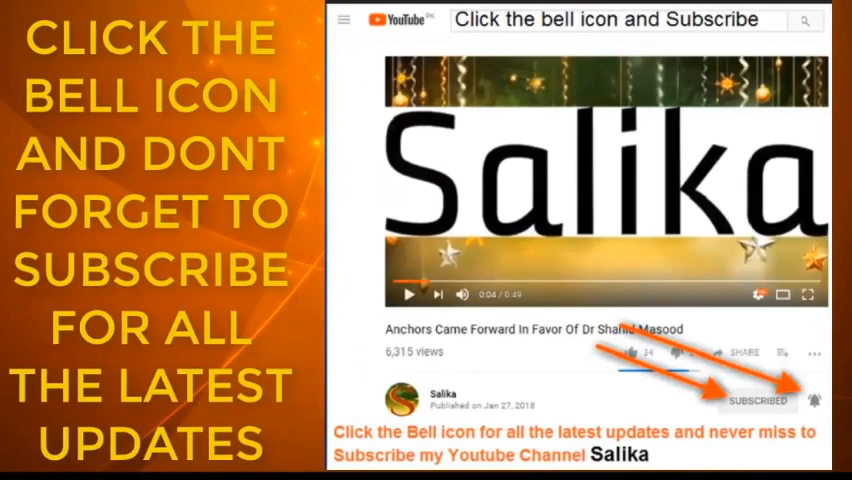 CLICK THE
BELL ICON
AND DONT
FORGET TO
SUBSCRIBE
FOR ALL
THE LATEST
UPDATES
YouTube PK
Click the bell icon and Subscribe
Salika
0:04 / 0:49
Anchors Came Forward In Favor Of Dr Shahid Masood
6,315 views
34
SHARE
Salika
Published on Jan 27, 2018
SUBSCRIBED
Click the Bell icon for all the latest updates and never miss to
Subscribe my Youtube Channel Salika